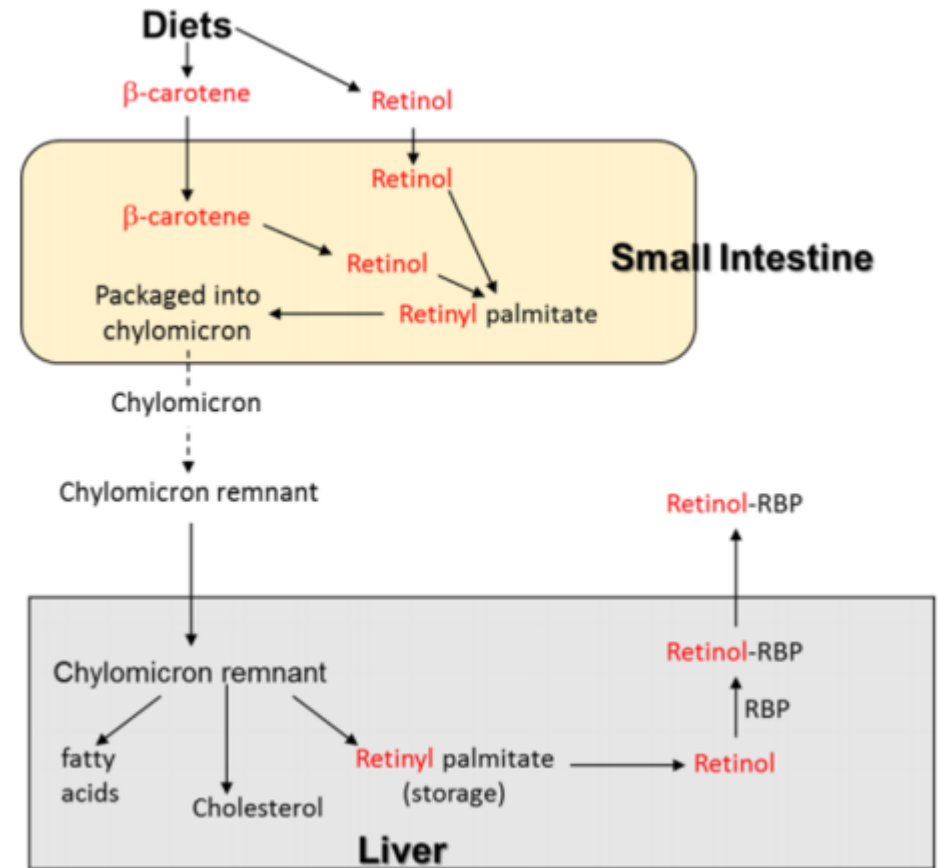 Diets
β-carotene
Retinol
Retinol
β-carotene
Retinol
Small Intestine
Packaged into
chylomicron
Retinyl palmitate
Chylomicron
Chylomicron remnant
Retinol-RBP
Retinol-RBP
Chylomicron remnant
RBP
fatty
acids
Retinyl palmitate
(storage)
Retinol
Cholesterol
Liver